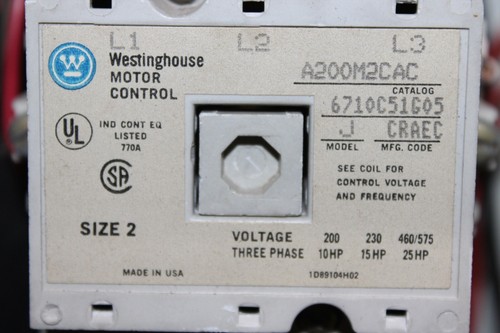 L1 L2 L3
W
Westinghouse
MOTOR
CONTROL
A200M2CAC
CATALOG
6710C51G05
J CRAEC
MODEL MFG. CODE
UL
IND CONT EQ
LISTED
770A
SA
SEE COIL FOR
CONTROL VOLTAGE
AND FREQUENCY
SIZE 2
VOLTAGE 200 230 460/575
THREE PHASE 10HP 15HP 25HP
MADE IN USA
1D89104H02